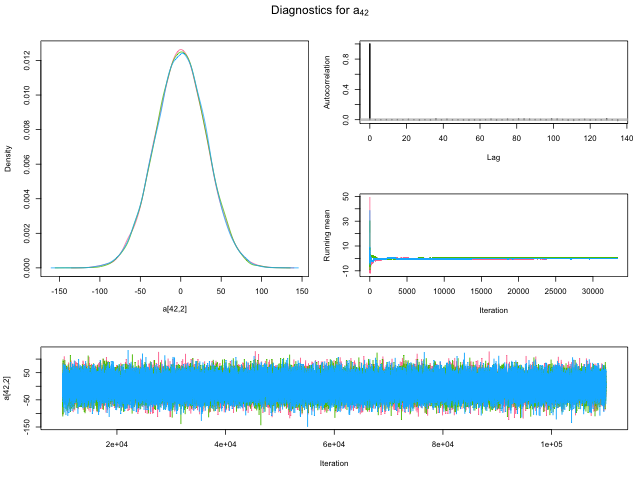 Diagnostics for a42
Density
0.000 0.002 0.004 0.006 0.008 0.010 0.012
-150 -100 -50 0 50 100 150
a[42,2]
Autocorrelation
0.0 0.4 0.8
0 20 40 60 80 100 120 140
Lag
Running mean
-10 10 30 50
0 5000 10000 15000 20000 25000 30000
Iteration
a[42,2]
-150 -50 50
2e+04 4e+04 6e+04 8e+04 1e+05
Iteration